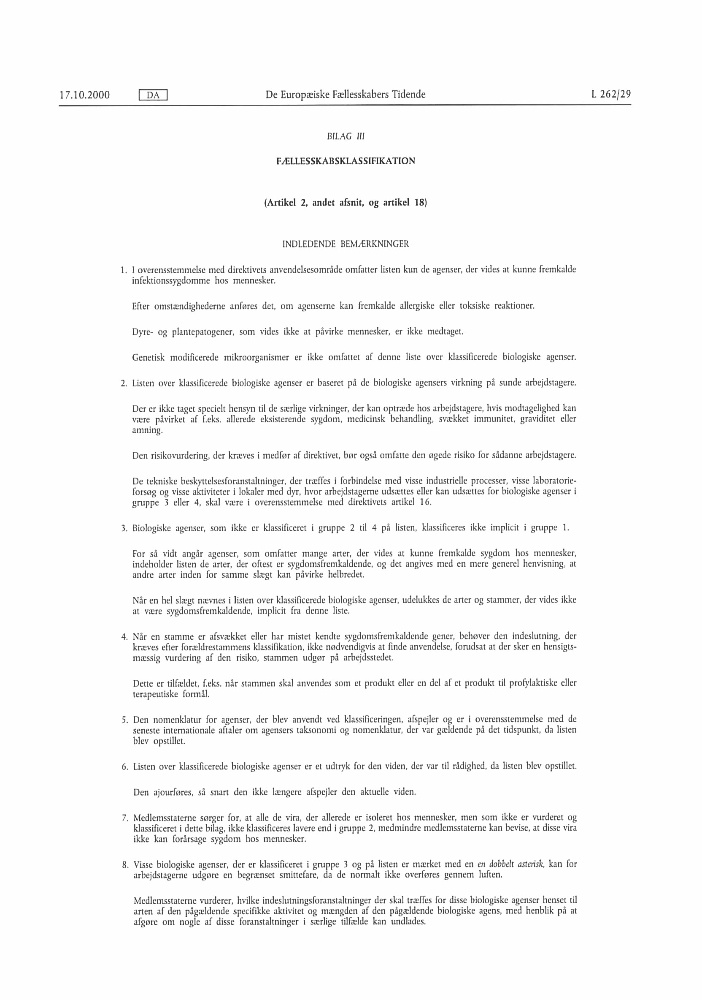 17.10.2000 DA De Europæiske Fællesskabers Tidende L 262/29
BILAG III
FÆLLESSKABSKLASSIFIKATION
(Artikel 2, andet afsnit, og artikel 18)
INDLEDENDE BEMÆRKNINGER
1. I overensstemmelse med direktivets anvendelsesområde omfatter listen kun de agenser, der vides at kunne fremkalde
infektionssygdomme hos mennesker.
Efter omstændighederne anføres det, om agenserne kan fremkalde allergiske eller toksiske reaktioner.
Dyre- og plantepatogener, som vides ikke at påvirke mennesker, er ikke medtaget.
Genetisk modificerede mikroorganismer er ikke omfattet af denne liste over klassificerede biologiske agenser.
2. Listen over klassificerede biologiske agenser er baseret på de biologiske agensers virkning på sunde arbejdstagere.
Der er ikke taget specielt hensyn til de særlige virkninger, der kan optræde hos arbejdstagere, hvis modtagelighed kan
være påvirket af f.eks. allerede eksisterende sygdom, medicinsk behandling, svækket immunitet, graviditet eller
amning.
Den risikovurdering, der kræves i medfør af direktivet, bør også omfatte den øgede risiko for sådanne arbejdstagere.
De tekniske beskyttelsesforanstaltninger, der træffes i forbindelse med visse industrielle processer, visse laboratorie-
forsøg og visse aktiviteter i lokaler med dyr, hvor arbejdstagerne udsættes eller kan udsættes for biologiske agenser i
gruppe 3 eller 4, skal være i overensstemmelse med direktivets artikel 16.
3. Biologiske agenser, som ikke er klassificeret i gruppe 2 til 4 på listen, klassificeres ikke implicit i gruppe 1.
For så vidt angår agenser, som omfatter mange arter, der vides at kunne fremkalde sygdom hos mennesker,
indeholder listen de arter, der oftest er sygdomsfremkaldende, og det angives med en mere generel henvisning, at
andre arter inden for samme slægt kan påvirke helbredet.
Når en hel slægt nævnes i listen over klassificerede biologiske agenser, udelukkes de arter og stammer, der vides ikke
at være sygdomsfremkaldende, implicit fra denne liste.
4. Når en stamme er afsvækket eller har mistet kendte sygdomsfremkaldende gener, behøver den indeslutning, der
kræves efter forældrestammens klassifikation, ikke nødvendigvis at finde anvendelse, forudsat at der sker en hensigts-
mæssig vurdering af den risiko, stammen udgør på arbejdsstedet.
Dette er tilfældet, f.eks. når stammen skal anvendes som et produkt eller en del af et produkt til profylaktiske eller
terapeutiske formål.
5. Den nomenklatur for agenser, der blev anvendt ved klassificeringen, afspejler og er i overensstemmelse med de
seneste internationale aftaler om agensers taksonomi og nomenklatur, der var gældende på det tidspunkt, da listen
blev opstillet.
6. Listen over klassificerede biologiske agenser er et udtryk for den viden, der var til rådighed, da listen blev opstillet.
Den ajourføres, så snart den ikke længere afspejler den aktuelle viden.
7. Medlemsstaterne sørger for, at alle de vira, der allerede er isoleret hos mennesker, men som ikke er vurderet og
klassificeret i dette bilag, ikke klassificeres lavere end i gruppe 2, medmindre medlemsstaterne kan bevise, at disse vira
ikke kan forårsage sygdom hos mennesker.
8. Visse biologiske agenser, der er klassificeret i gruppe 3 og på listen er mærket med en en dobbelt asterisk, kan for
arbejdstagerne udgøre en begrænset smittefare, da de normalt ikke overføres gennem luften.
Medlemsstaterne vurderer, hvilke indeslutningsforanstaltninger der skal træffes for disse biologiske agenser henset til
arten af den pågældende specifikke aktivitet og mængden af den pågældende biologiske agens, med henblik på at
afgøre om nogle af disse foranstaltninger i særlige tilfælde kan undlades.